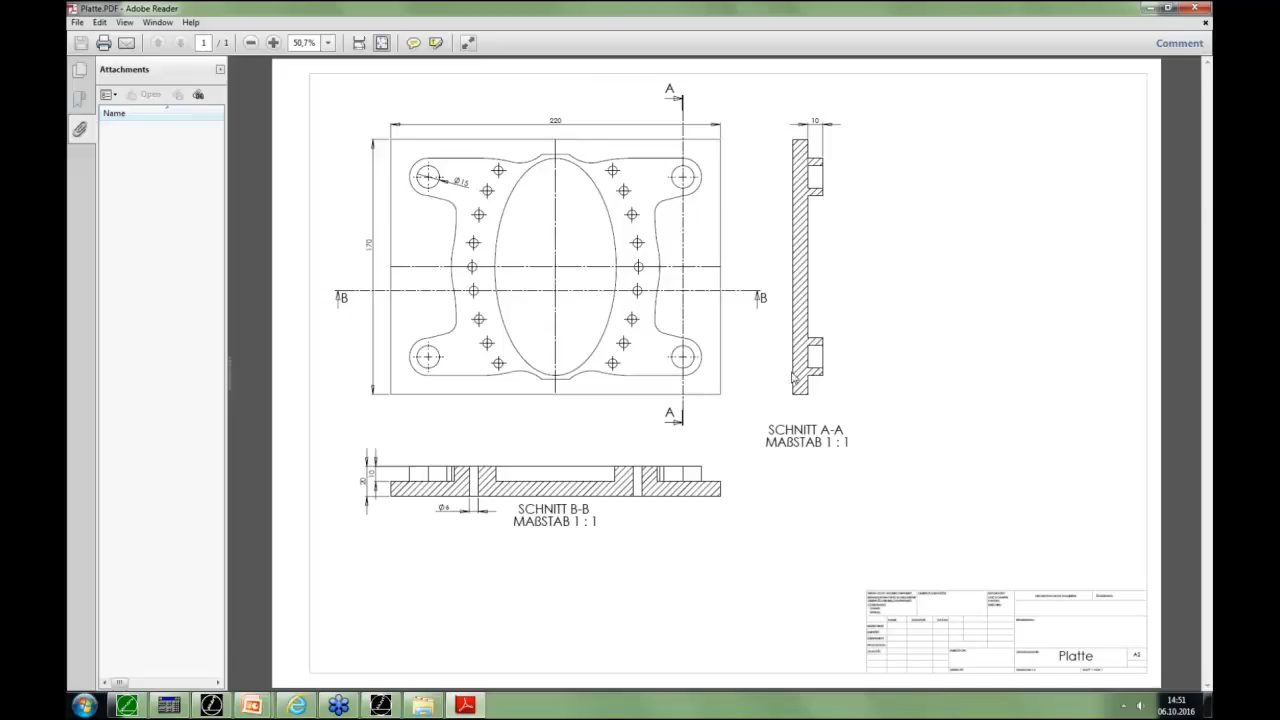 Platte.PDF - Adobe Reader
File Edit View Window Help
1 / 1
50,7%
Comment
Attachments
Open
Name
A
220
10
Ø15
170
B
B
A
SCHNITT A-A
MAßSTAB 1 : 1
10
20
Ø6
SCHNITT B-B
MAßSTAB 1 : 1
Platte
A2
14:51
06.10.2016